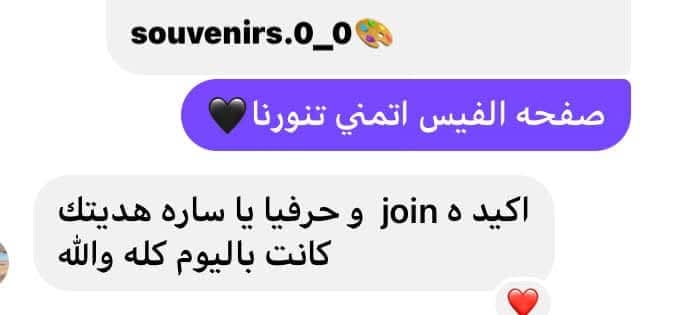 souvenirs.0_0🎨
صفحه الفيس اتمني تنورنا🖤
اكيد ه join و حرفيا يا ساره هديتك
كانت باليوم كله والله